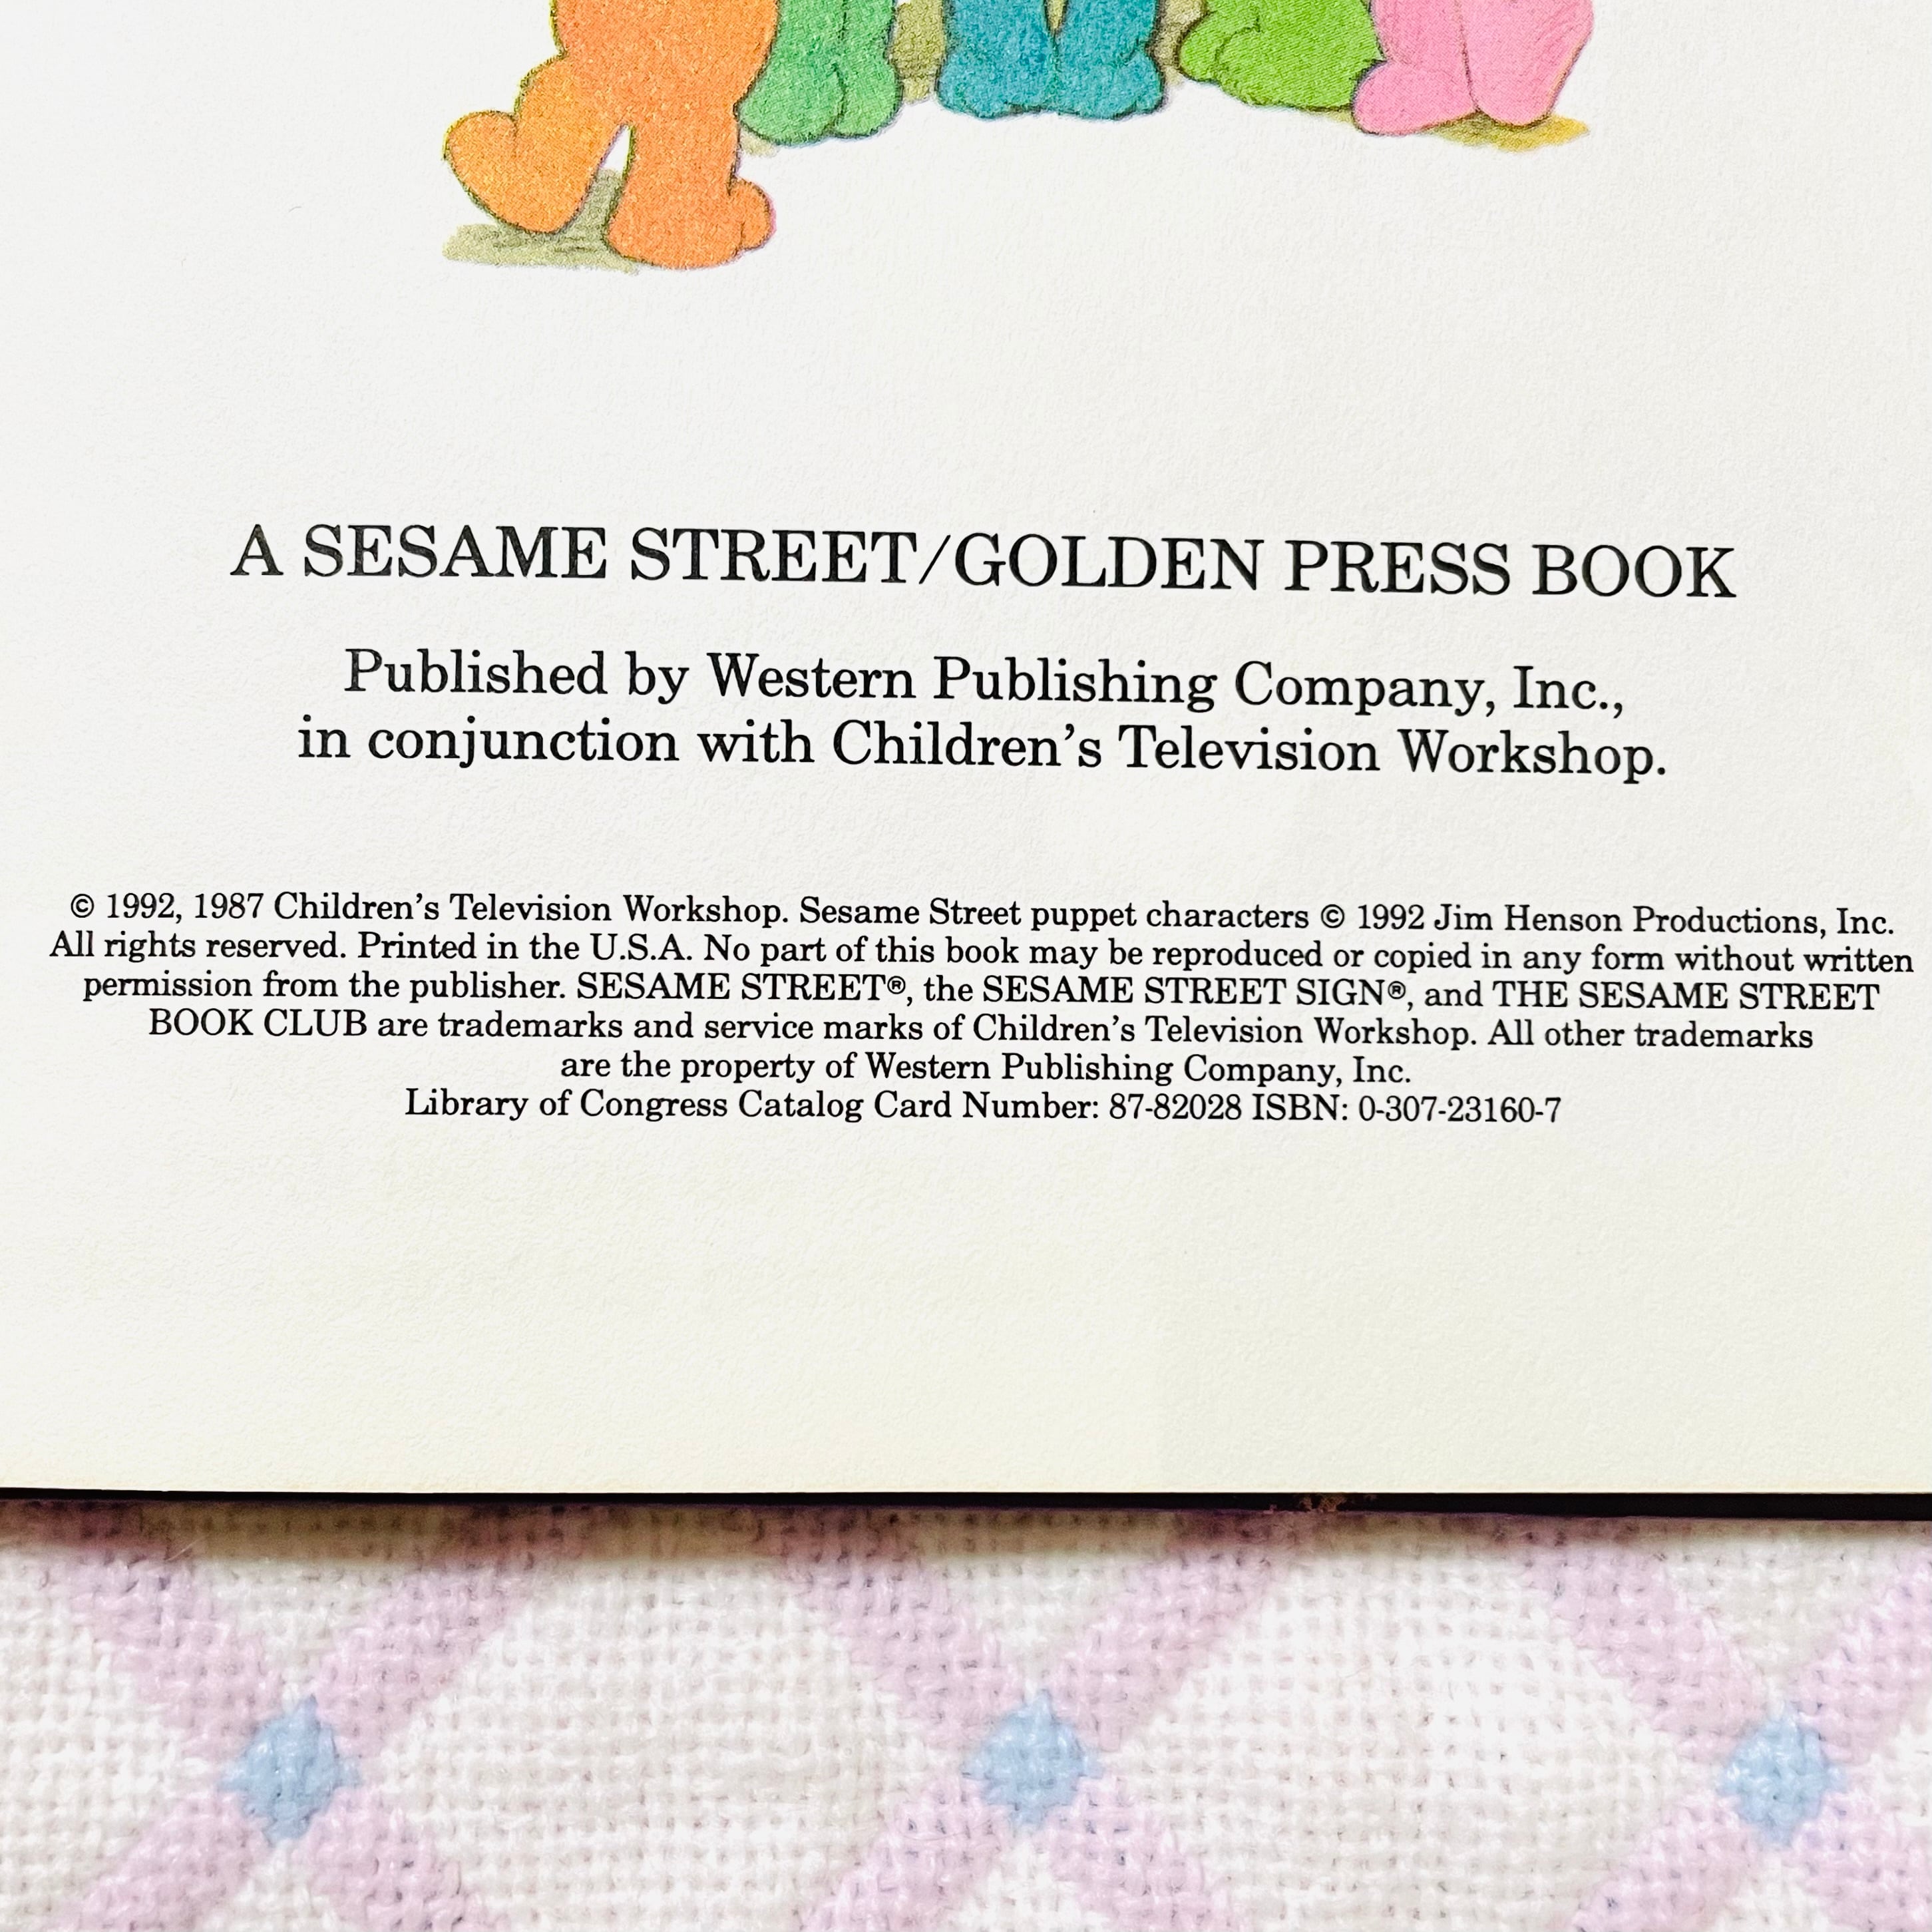 A SESAME STREET/GOLDEN PRESS BOOK
Published by Western Publishing Company, Inc.,
in conjunction with Children's Television Workshop.
© 1992, 1987 Children's Television Workshop. Sesame Street puppet characters © 1992 Jim Henson Productions, Inc.
All rights reserved. Printed in the U.S.A. No part of this book may be reproduced or copied in any form without written
permission from the publisher. SESAME STREET®, the SESAME STREET SIGN®, and THE SESAME STREET
BOOK CLUB are trademarks and service marks of Children's Television Workshop. All other trademarks
are the property of Western Publishing Company, Inc.
Library of Congress Catalog Card Number: 87-82028 ISBN: 0-307-23160-7